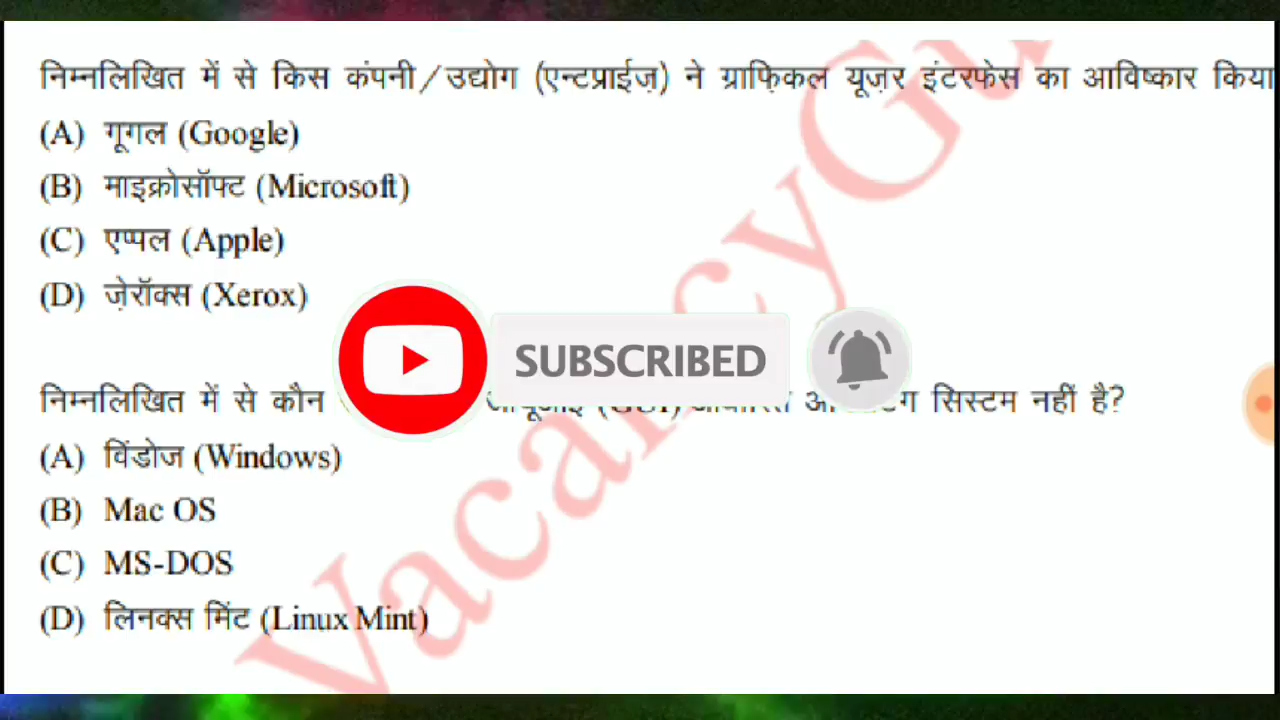 निम्नलिखित में से किस कंपनी/उद्योग (एन्टप्राईज़) ने ग्राफ़िकल यूज़र इंटरफेस का आविष्कार किया
(A) गूगल (Google)
(B) माइक्रोसॉफ्ट (Microsoft)
(C) एप्पल (Apple)
(D) ज़ेरॉक्स (Xerox)
SUBSCRIBED
निम्नलिखित में से कौन सिस्टम नहीं है?
(A) विंडोज (Windows)
(B) Mac OS
(C) MS-DOS
(D) लिनक्स मिंट (Linux Mint)
VacancyGu